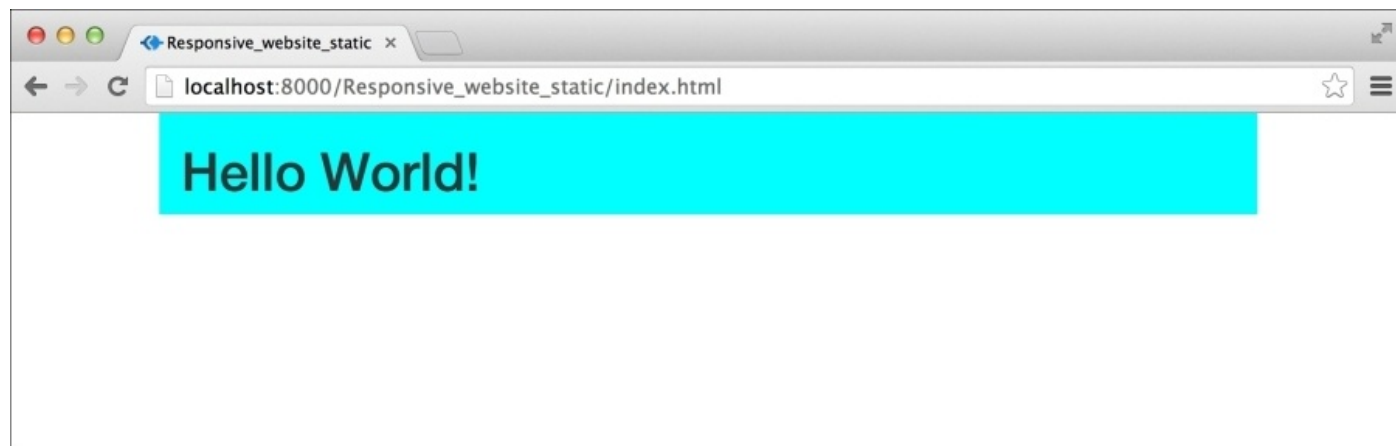 Responsive_website_static
localhost:8000/Responsive_website_static/index.html
Hello World!